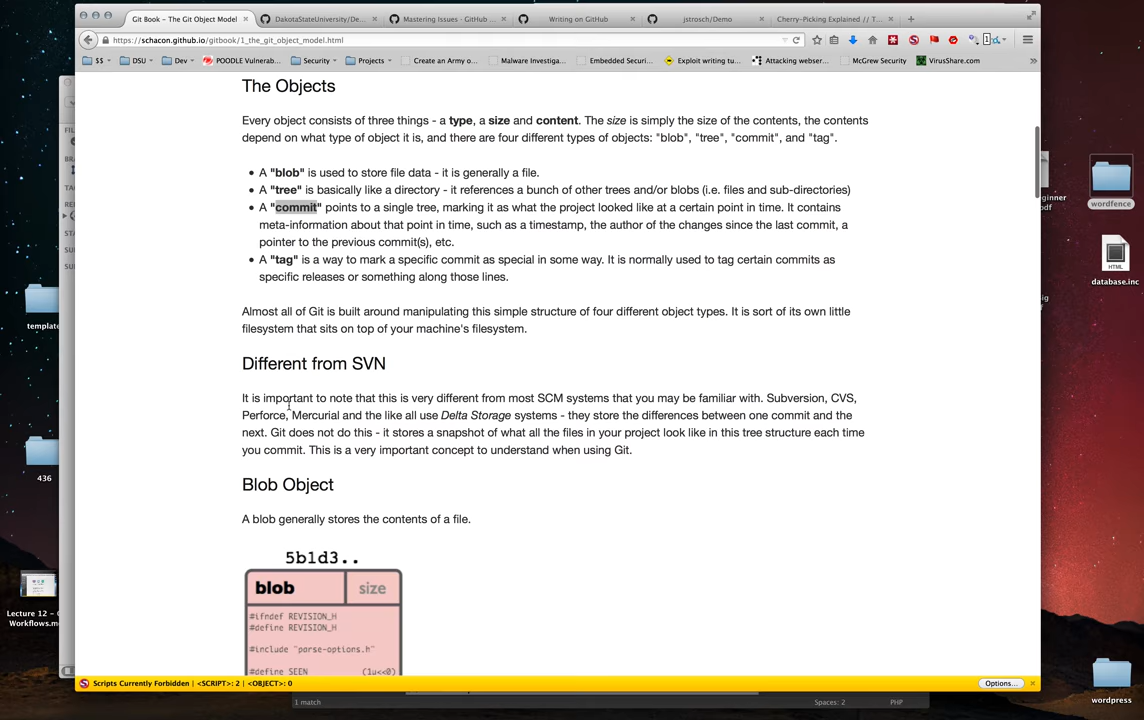 Git Book - The Git Object Model
DakotaStateUniversity/De...
Mastering Issues · GitHub ...
Writing on GitHub
jstrosch/Demo
Cherry-Picking Explained // T...
https://schacon.github.io/gitbook/1_the_git_object_model.html
$$
DSU
Dev
POODLE Vulnerab...
Security
Projects
Create an Army o...
Malware Investiga...
Embedded Securi...
Exploit writing tu...
Attacking webser...
McGrew Security
VirusShare.com
The Objects
Every object consists of three things - a type, a size and content. The size is simply the size of the contents, the contents
depend on what type of object it is, and there are four different types of objects: "blob", "tree", "commit", and "tag".
• A "blob" is used to store file data - it is generally a file.
• A "tree" is basically like a directory - it references a bunch of other trees and/or blobs (i.e. files and sub-directories)
• A "commit" points to a single tree, marking it as what the project looked like at a certain point in time. It contains
meta-information about that point in time, such as a timestamp, the author of the changes since the last commit, a
pointer to the previous commit(s), etc.
• A "tag" is a way to mark a specific commit as special in some way. It is normally used to tag certain commits as
specific releases or something along those lines.
Almost all of Git is built around manipulating this simple structure of four different object types. It is sort of its own little
filesystem that sits on top of your machine's filesystem.
Different from SVN
It is important to note that this is very different from most SCM systems that you may be familiar with. Subversion, CVS,
Perforce, Mercurial and the like all use Delta Storage systems - they store the differences between one commit and the
next. Git does not do this - it stores a snapshot of what all the files in your project look like in this tree structure each time
you commit. This is a very important concept to understand when using Git.
Blob Object
A blob generally stores the contents of a file.
5b1d3..
blob
size
#ifndef REVISION_H
#define REVISION_H
#include "parse-options.h"
#define SEEN (1u<<0)
Scripts Currently Forbidden | <SCRIPT>: 2 | <OBJECT>: 0
Options...
1 match
Spaces: 2
PHP
template
436
Lecture 12 -
Workflows.m
wordfence
HTML
database.inc
wordpress